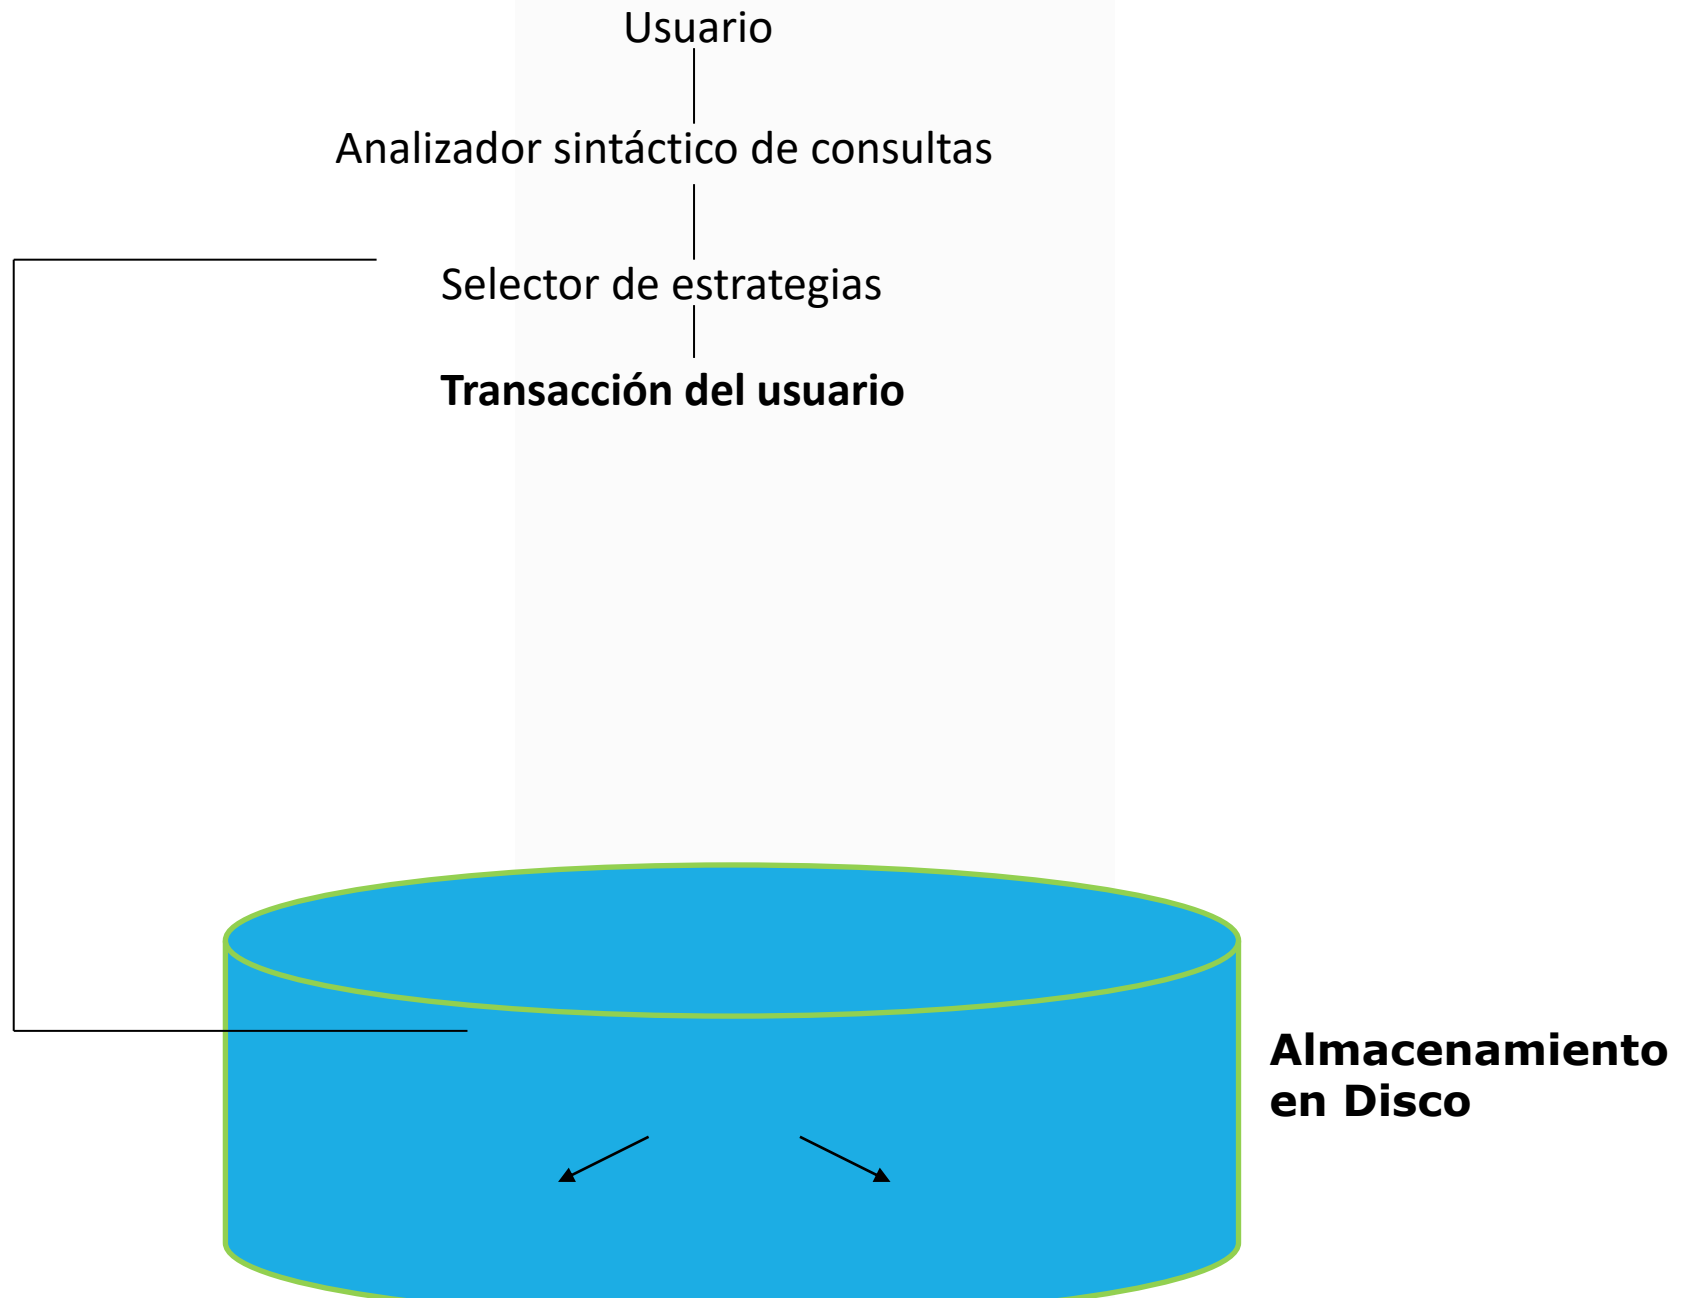 Usuario
Analizador sintáctico de consultas
Selector de estrategias
Transacción del usuario
Almacenamiento
en Disco